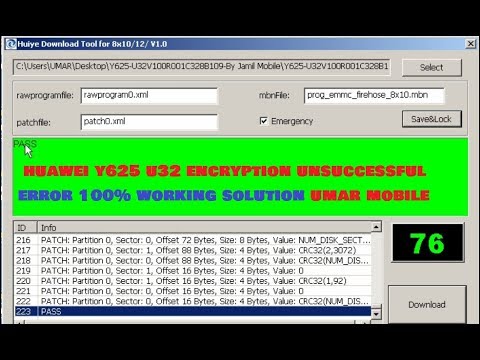 Huiye Download Tool for 8x10/12/ V1.0
C:\Users\UMAR\Desktop\Y625-U32V100R001C328B109-By Jamil Mobile\Y625-U32V100R001C328B1
Select
rawprogramfile: rawprogram0.xml mbnFile: prog_emmc_firehose_8x10.mbn
patchfile: patch0.xml Emergency Save&Lock
PASS
HUAWEI Y625 U32 ENCRYPTION UNSUCCESSFUL
ERROR 100% WORKING SOLUTION UMAR MOBILE
ID Info
216 PATCH: Partition 0, Sector: 0, Offset 72 Bytes, Size: 8 Bytes, Value: NUM_DISK_SECT...
217 PATCH: Partition 0, Sector: 1, Offset 88 Bytes, Size: 4 Bytes, Value: CRC32(2,3072)
218 PATCH: Partition 0, Sector: 0, Offset 88 Bytes, Size: 4 Bytes, Value: CRC32(NUM_DIS...
219 PATCH: Partition 0, Sector: 1, Offset 16 Bytes, Size: 4 Bytes, Value: 0
220 PATCH: Partition 0, Sector: 1, Offset 16 Bytes, Size: 4 Bytes, Value: CRC32(1,92)
221 PATCH: Partition 0, Sector: 0, Offset 16 Bytes, Size: 4 Bytes, Value: 0
222 PATCH: Partition 0, Sector: 0, Offset 16 Bytes, Size: 4 Bytes, Value: CRC32(NUM_DIS...
223 PASS
76
Download